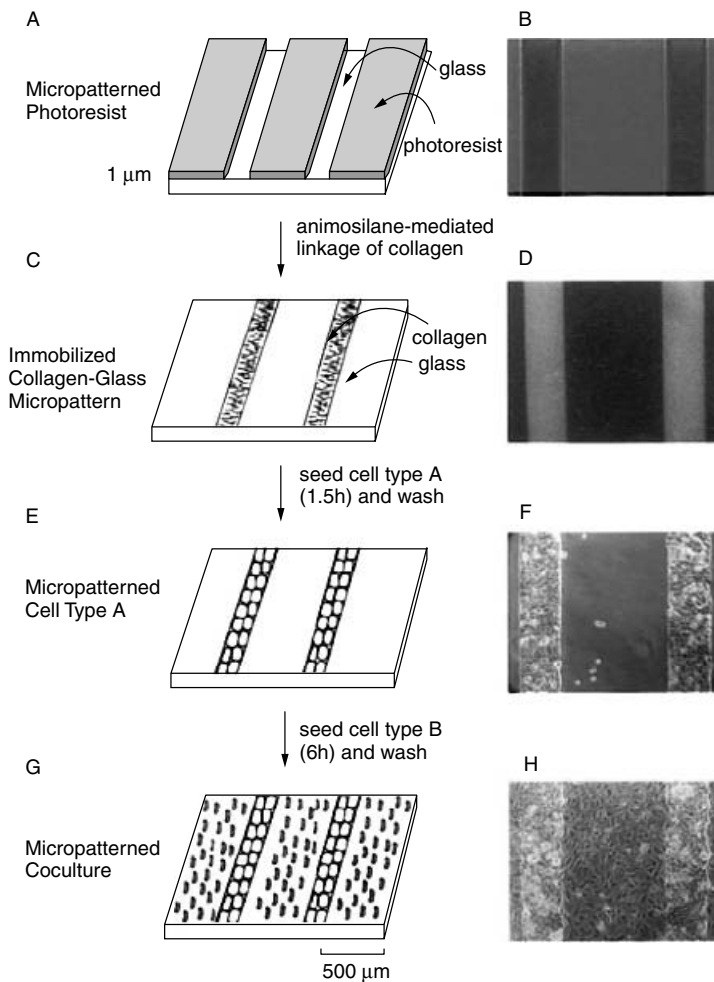 A
B
Micropatterned
Photoresist
glass
photoresist
1 μm
animosilane-mediated
linkage of collagen
C
D
Immobilized
Collagen-Glass
Micropattern
collagen
glass
seed cell type A
(1.5h) and wash
E
F
Micropatterned
Cell Type A
seed cell type B
(6h) and wash
G
H
Micropatterned
Coculture
500 μm